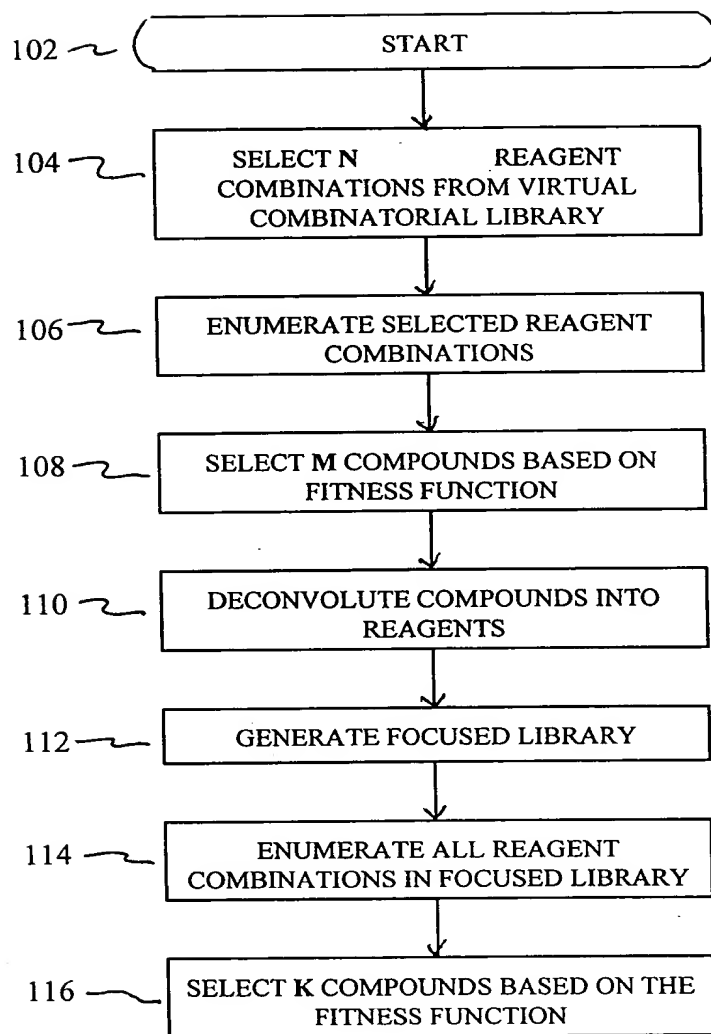 102
START
104
SELECT N REAGENT
COMBINATIONS FROM VIRTUAL
COMBINATORIAL LIBRARY
106
ENUMERATE SELECTED REAGENT
COMBINATIONS
108
SELECT M COMPOUNDS BASED ON
FITNESS FUNCTION
110
DECONVOLUTE COMPOUNDS INTO
REAGENTS
112
GENERATE FOCUSED LIBRARY
114
ENUMERATE ALL REAGENT
COMBINATIONS IN FOCUSED LIBRARY
116
SELECT K COMPOUNDS BASED ON THE
FITNESS FUNCTION